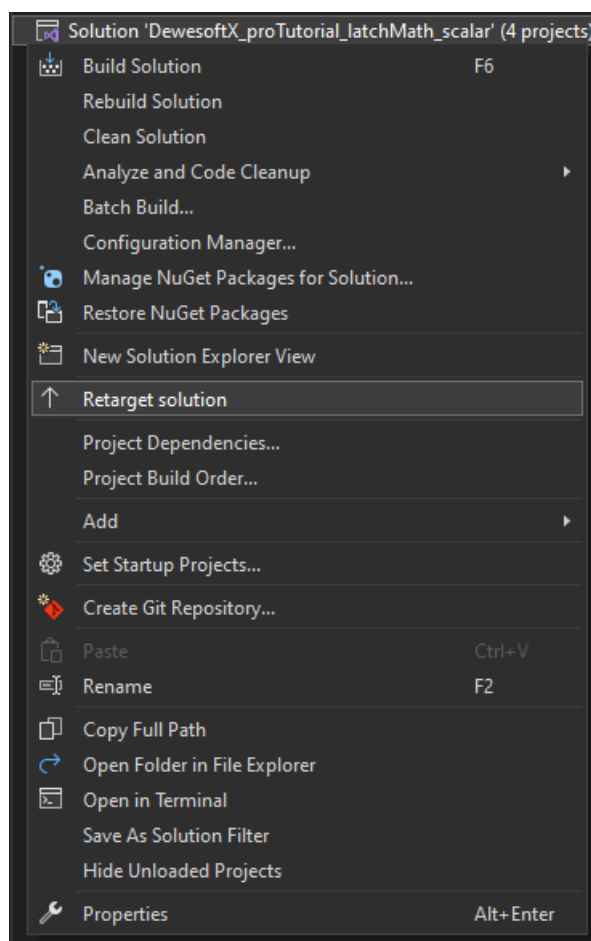 Solution 'DewesoftX_proTutorial_latchMath_scalar' (4 projects)
Build Solution F6
Rebuild Solution
Clean Solution
Analyze and Code Cleanup
Batch Build...
Configuration Manager...
Manage NuGet Packages for Solution...
Restore NuGet Packages
New Solution Explorer View
Retarget solution
Project Dependencies...
Project Build Order...
Add
Set Startup Projects...
Create Git Repository...
Paste Ctrl+V
Rename F2
Copy Full Path
Open Folder in File Explorer
Open in Terminal
Save As Solution Filter
Hide Unloaded Projects
Properties Alt+Enter